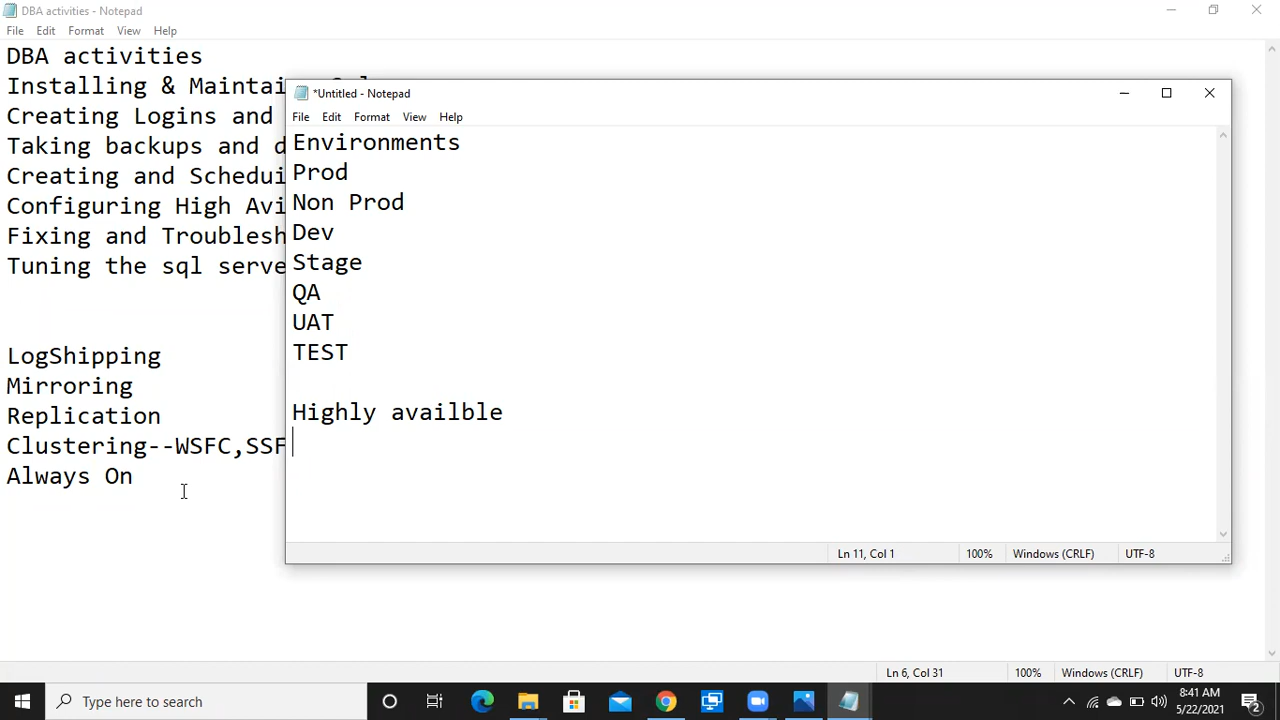 DBA activities - Notepad
File Edit Format View Help
DBA activities
Installing & Maintai
Creating Logins and
Taking backups and d
Creating and Schedui
Configuring High Avi
Fixing and Troublesh
Tuning the sql serve
LogShipping
Mirroring
Replication
Clustering--WSFC,SSF
Always On
*Untitled - Notepad
File Edit Format View Help
Environments
Prod
Non Prod
Dev
Stage
QA
UAT
TEST
Highly availble
Ln 11, Col 1 100% Windows (CRLF) UTF-8
Ln 6, Col 31 100% Windows (CRLF) UTF-8
Type here to search
8:41 AM
5/22/2021
2